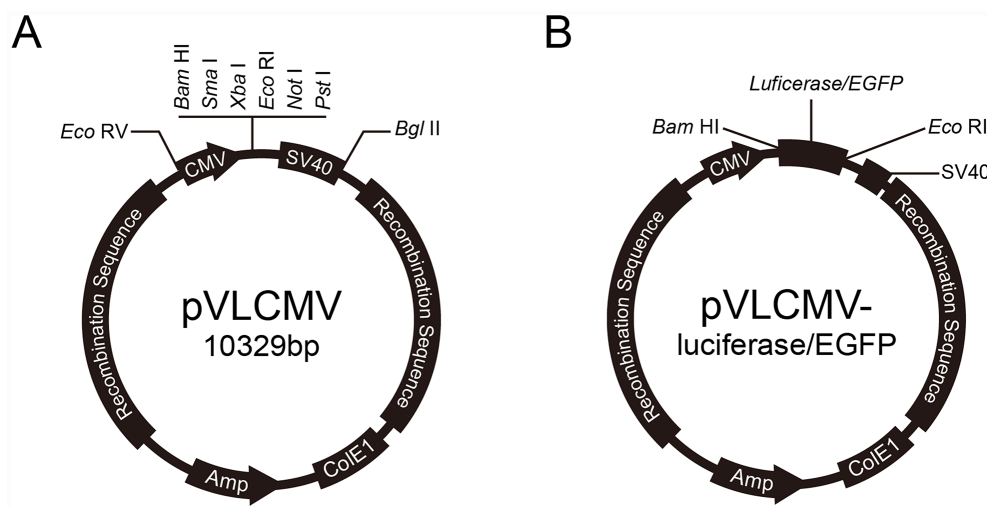 A
Bam HI
Sma I
Xba I
Eco RI
Not I
Pst I
Eco RV
Bgl II
CMV
SV40
Recombination Sequence
Recombination Sequence
pVLCMV
10329bp
Amp
ColE1
B
Luficerase/EGFP
Bam HI
Eco RI
CMV
SV40
Recombination Sequence
Recombination Sequence
pVLCMV-
luciferase/EGFP
Amp
ColE1